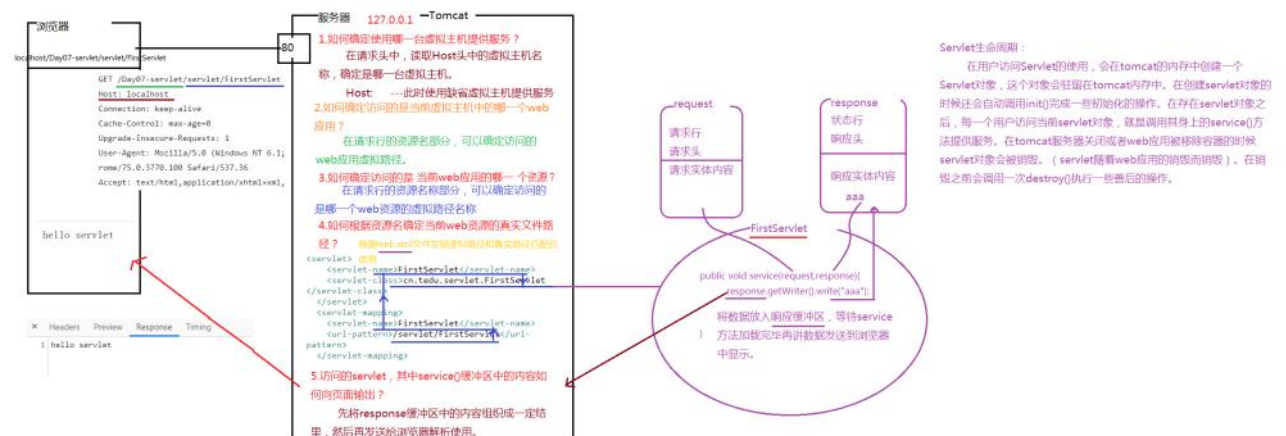 浏览器
localhost/Day07-servlet/servlet/FirstServlet
GET /Day07-servlet/servlet/FirstServlet
Host: localhost
Connection: keep-alive
Cache-Control: max-age=0
Upgrade-Insecure-Requests: 1
User-Agent: Mozilla/5.0 (Windows NT 6.1;
rome/75.0.3770.100 Safari/537.36
Accept: text/html,application/xhtml+xml,
hello servlet
× Headers Preview Response Timing
1 hello servlet
80
服务器 127.0.0.1 Tomcat
1.如何确定使用哪一台虚拟主机提供服务？
在请求头中，读取Host头中的虚拟主机名
称，确定是哪一台虚拟主机。
Host: ---此时使用缺省虚拟主机提供服务
2.如何确定访问的是当前虚拟主机中的哪一个web
应用？
在请求行的资源名部分，可以确定访问的
web应用虚拟路径。
3.如何确定访问的是 当前web应用的哪一 个资源？
在请求行的资源名称部分，可以确定访问的
是哪一个web资源的虚拟路径名称
4.如何根据资源名确定当前web资源的真实文件路
径？ 根据web.xml文件发现虚拟路径和真实路径匹配的
信息
<servlet>
<servlet-name>FirstServlet</servlet-name>
<servlet-class>cn.tedu.servlet.FirstServlet
</servlet-class>
</servlet>
<servlet-mapping>
<servlet-name>FirstServlet</servlet-name>
<url-pattern>/servlet/FirstServlet</url-
pattern>
</servlet-mapping>
5.访问的servlet，其中service()缓冲区中的内容如
何向页面输出？
先将response缓冲区中的内容组织成一定结
果，然后再发送给浏览器解析使用。
request
请求行
请求头
请求实体内容
response
状态行
响应头
响应实体内容
aaa
FirstServlet
public void service(request,response){
response.getWriter().write("aaa");
将数据放入响应缓冲区，等待service
方法加载完毕再讲数据发送到浏览器
中显示。
}
Servlet生命周期：
在用户访问Servlet的使用，会在tomcat的内存中创建一个
Servlet对象，这个对象会驻留在tomcat内存中。在创建servlet对象的
时候还会自动调用init()完成一些初始化的操作。在存在servlet对象之
后，每一个用户访问当前servlet对象，就是调用其身上的service()方
法提供服务。在tomcat服务器关闭或者web应用被移除容器的时候
servlet对象会被销毁。（servlet随着web应用的销毁而销毁）。在销
毁之前会调用一次destroy()执行一些善后的操作。